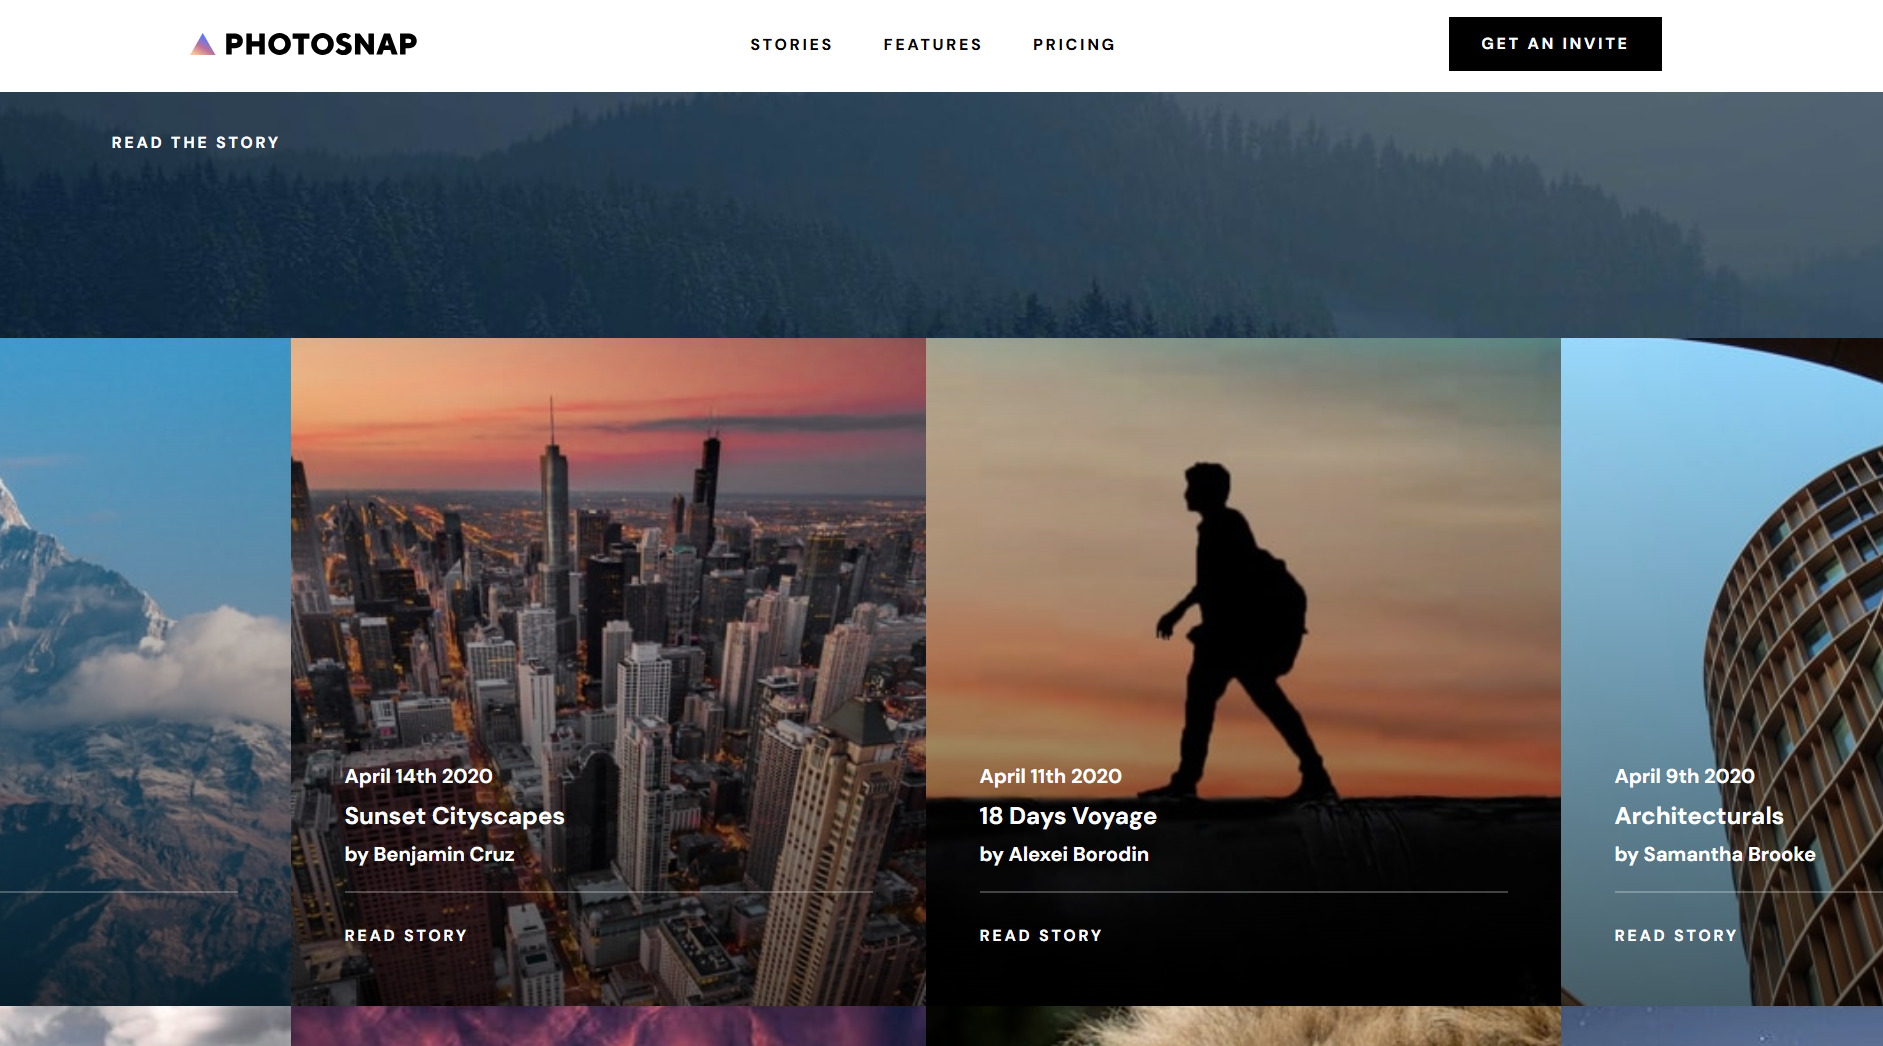 PHOTOSNAP
STORIES
FEATURES
PRICING
GET AN INVITE
READ THE STORY
April 14th 2020
Sunset Cityscapes
by Benjamin Cruz
READ STORY
April 11th 2020
18 Days Voyage
by Alexei Borodin
READ STORY
April 9th 2020
Architecturals
by Samantha Brooke
READ STORY